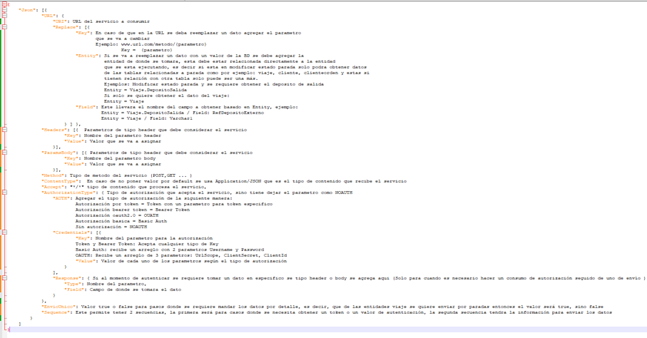 {
"Json": {
"URL": {
"URL": URL del servicio a consumir
"Replace": [{
"Key": En caso de que en la URL se deba reemplazar un dato agregar el parametro
que se va a cambiar
Ejemplo: www.url.com/metodo/{parametro}
Key = {parametro}
"Entity": Si se va a reemplazar un dato con un valor de la BD se debe agregar la
entidad de donde se tomara, esta debe estar relacionada directamente a la entidad
que se esta ejecutando, es decir si esta en modificar estado parada solo podra obtener datos
de las tablas relacionadas a parada como por ejemplo: viaje, cliente, clienteorden y estas si
tienen relación con otra tabla solo puede ser una más.
Ejemplos: Modificar estado parada y se requiere obtener el deposito de salida
Entity = Viaje.DepositoSalida
Si solo se quiere obtener el dato del viaje:
Entity = Viaje
"Field": Este llevara el nombre del campo a obtener basado en Entity, ejemplo:
Entity = Viaje.DepositoSalida / Field: RefDepositoExterno
Entity = Viaje / Field: Varchar1
} ] },
"Headers": [{ Parametros de tipo header que debe considerar el servicio
"Key": Nombre del parametro header
"Value": Valor que se va a asignar
}],
"ParamsBody": [{ Parametros de tipo header que debe considerar el servicio
"Key": Nombre del parametro body
"Value": Valor que se va a asignar
}],
"Method": Tipo de metodo del servicio (POST,GET ... )
"ContentType": En caso de no poner valor por default se usa Application/JSON que es el tipo de contenido que recibe el servicio
"Accept": "*/*" tipo de contenido que procesa el servicio,
"AuthorizationType": { Tipo de autorización que acepta el servicio, sino tiene dejar el parametro como NOAUTH
"AUTH": Agregar el tipo de autorización de la siguiente manera:
Autorización por token = Token con un parametro para token especifico
Autorización bearer token = Bearer Token
Autorización oauth2.0 = OUATH
Autorización basica = Basic Auth
Sin autorización = NOAUTH
"Credentials": [{
"Key": Nombre del parametro para la autorización
Token y Bearer Token: Acepta cualquier tipo de Key
Basic Auth: recibe un arreglo con 2 parametros Username y Password
OAUTH: Recibe un arreglo de 3 parametros: UrlScope, ClientSecret, ClientId
"Value": Valor de cada uno de los parametros segun el tipo de autorización
}
],
"Response": { Si al momento de autenticar se requiere tomar un dato en especifico se tipo header o body se agrega aqui (Solo para cuando es necesario hacer un consumo de autorización seguido de uno de envio )
"Type": Nombre del parametro,
"Field": Campo de donde se tomara el dato
}
},
"EnvioUnico": Valor true o false para pasos donde se requiere mandar los datos por detalle, es decir, que de las entidades viaje se quiere enviar por paradas entonces el valor será true, sino false
"Sequence": Este permite tener 2 secuencias, la primera será para casos donde se necesita obtener un token o un valor de autenticación, la segunda secuencia tendra la información para enviar los datos
}
]